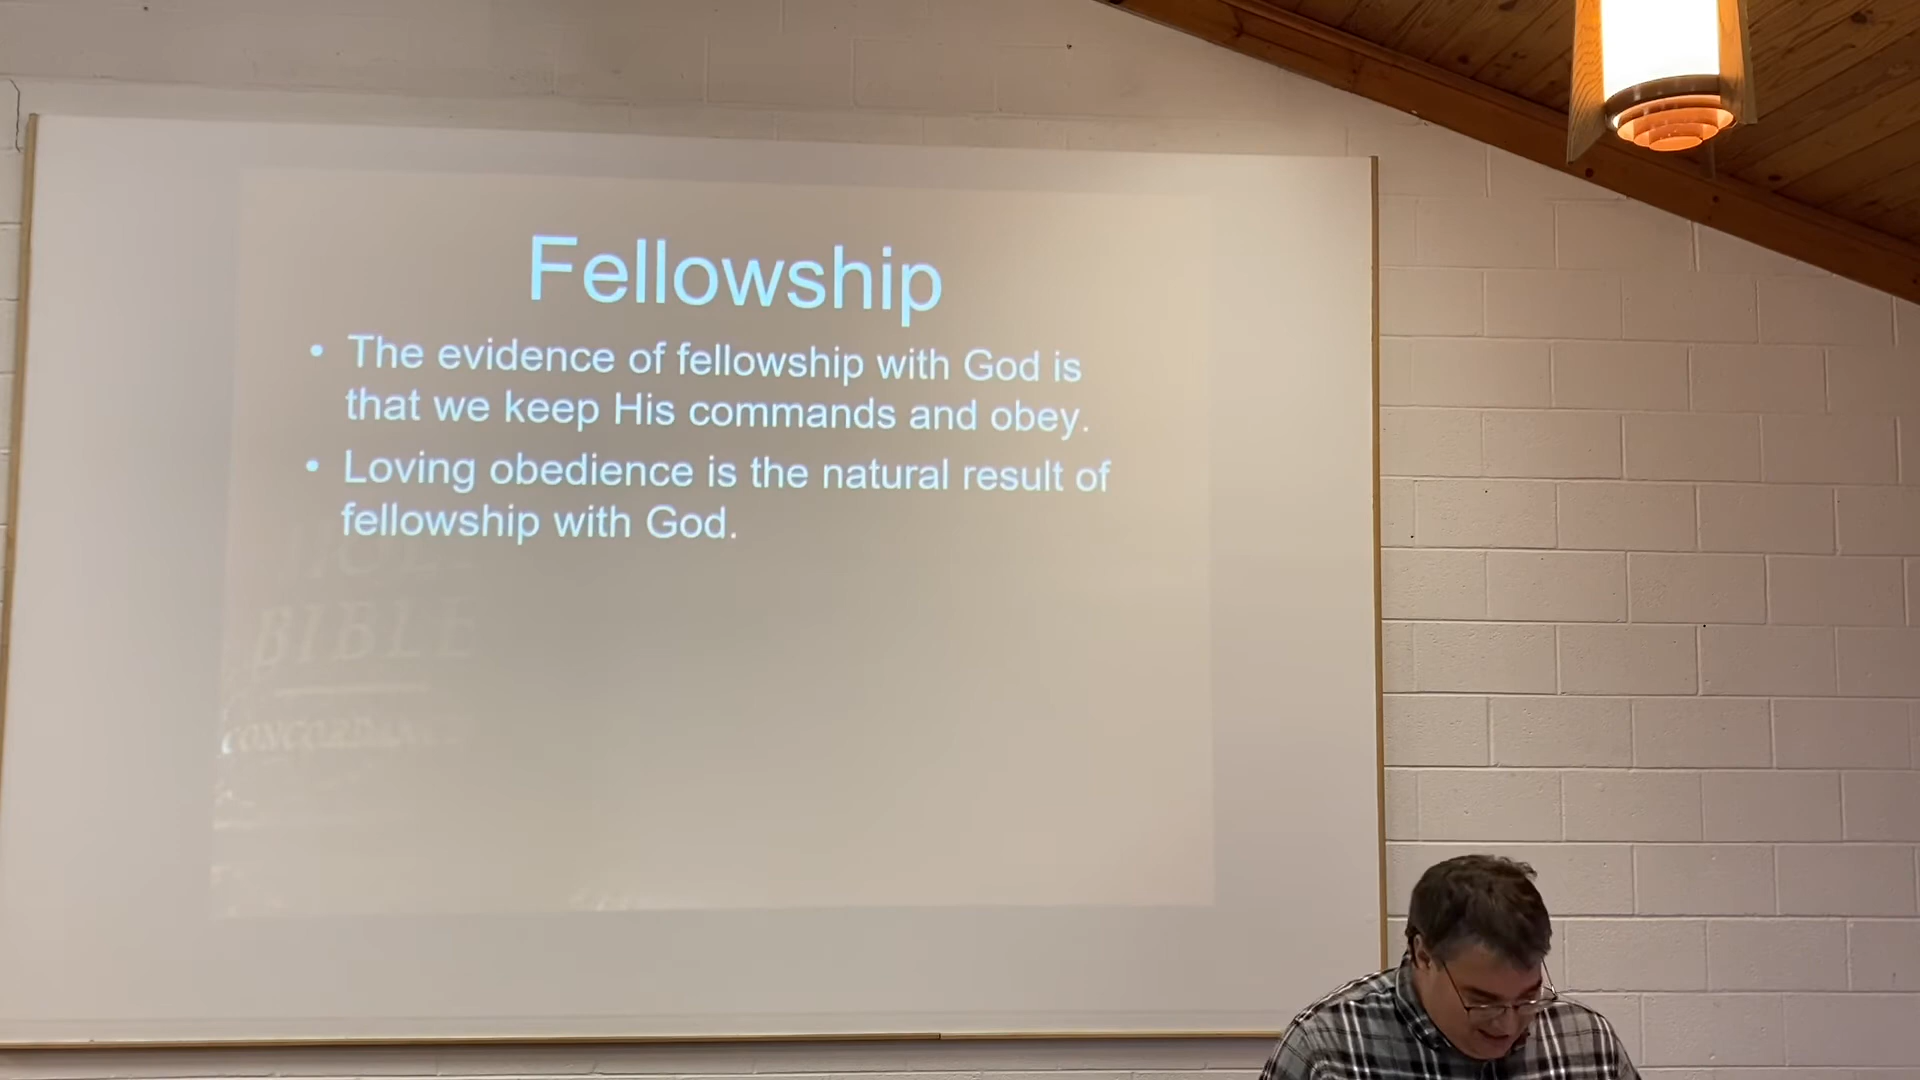 Fellowship
• The evidence of fellowship with God is
that we keep His commands and obey.
• Loving obedience is the natural result of
fellowship with God.
BIBLE